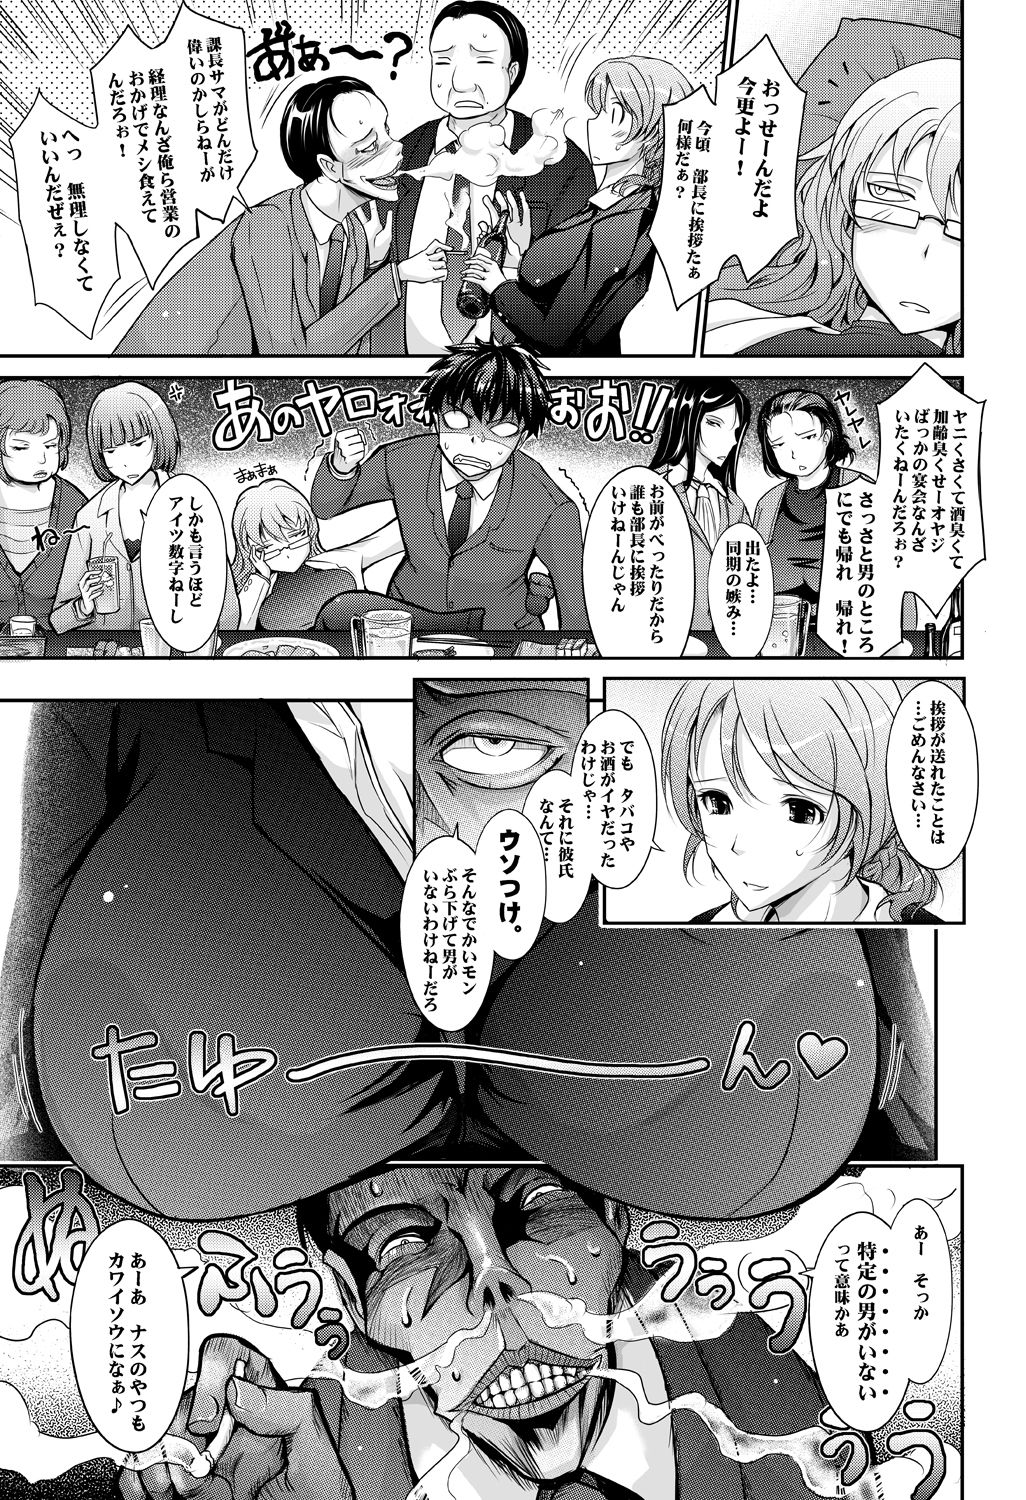 おっせーんだよ
今更よー！
今頃　部長に挨拶たぁ
何様だぁ？
ああぁ～？
課長サマがどんだけ
偉いのかしらねーが
経理なんざ俺ら営業の
おかげでメシ食えて
んだろぉ！
へっ　無理しなくて
いいんだぜぇ？
ヤニくさくて酒臭くて
加齢臭くせーオヤジ
ばっかの宴会なんざ
いたくねーんだろぉ？
さっさと男のところ
にでも帰れ　帰れ！
ヤレヤレ
出たよ…
同期の嫉み…
あのヤロォオ
おお!!
お前がべったりだから
誰も部長に挨拶
いけねーんじゃん
まぁまぁ
しかも言うほど
アイツ数字ねーし
ね～
挨拶が送れたことは
…ごめんなさい…
でも　タバコや
お酒がイヤだった
わけじゃ…
それに彼氏
なんて…
ウソつけ。
そんなでかいモン
ぶら下げて男が
いないわけねーだろ
たゆーーん♡
あー　そっか
特定の男がいない
って意味かぁ
ふぅぅぅ
うぅぅぅ
うぅ
あーあ　ナスのやつも
カワイソウになぁ♪